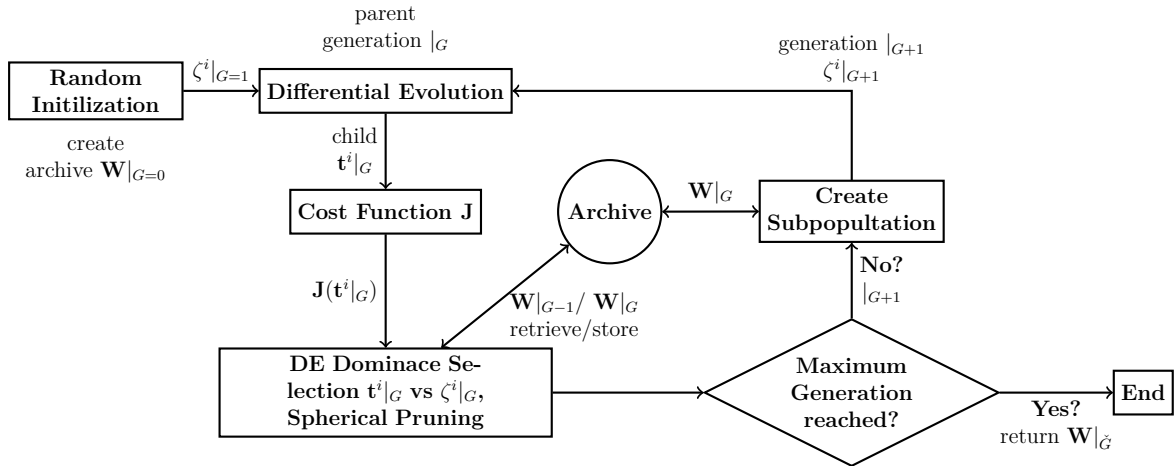 parent
generation |_G
Random
Initilization
ζ^i|_{G=1}
Differential Evolution
generation |_{G+1}
ζ^i|_{G+1}
create
archive W|_{G=0}
child
t^i|_G
Cost Function J
Archive
W|_G
Create
Subpopultation
J(t^i|_G)
W|_{G−1}/ W|_G
retrieve/store
No?
|_{G+1}
DE Dominace Se-
lection t^i|_G vs ζ^i|_G,
Spherical Pruning
Maximum
Generation
reached?
Yes?
return W|_Ğ
End